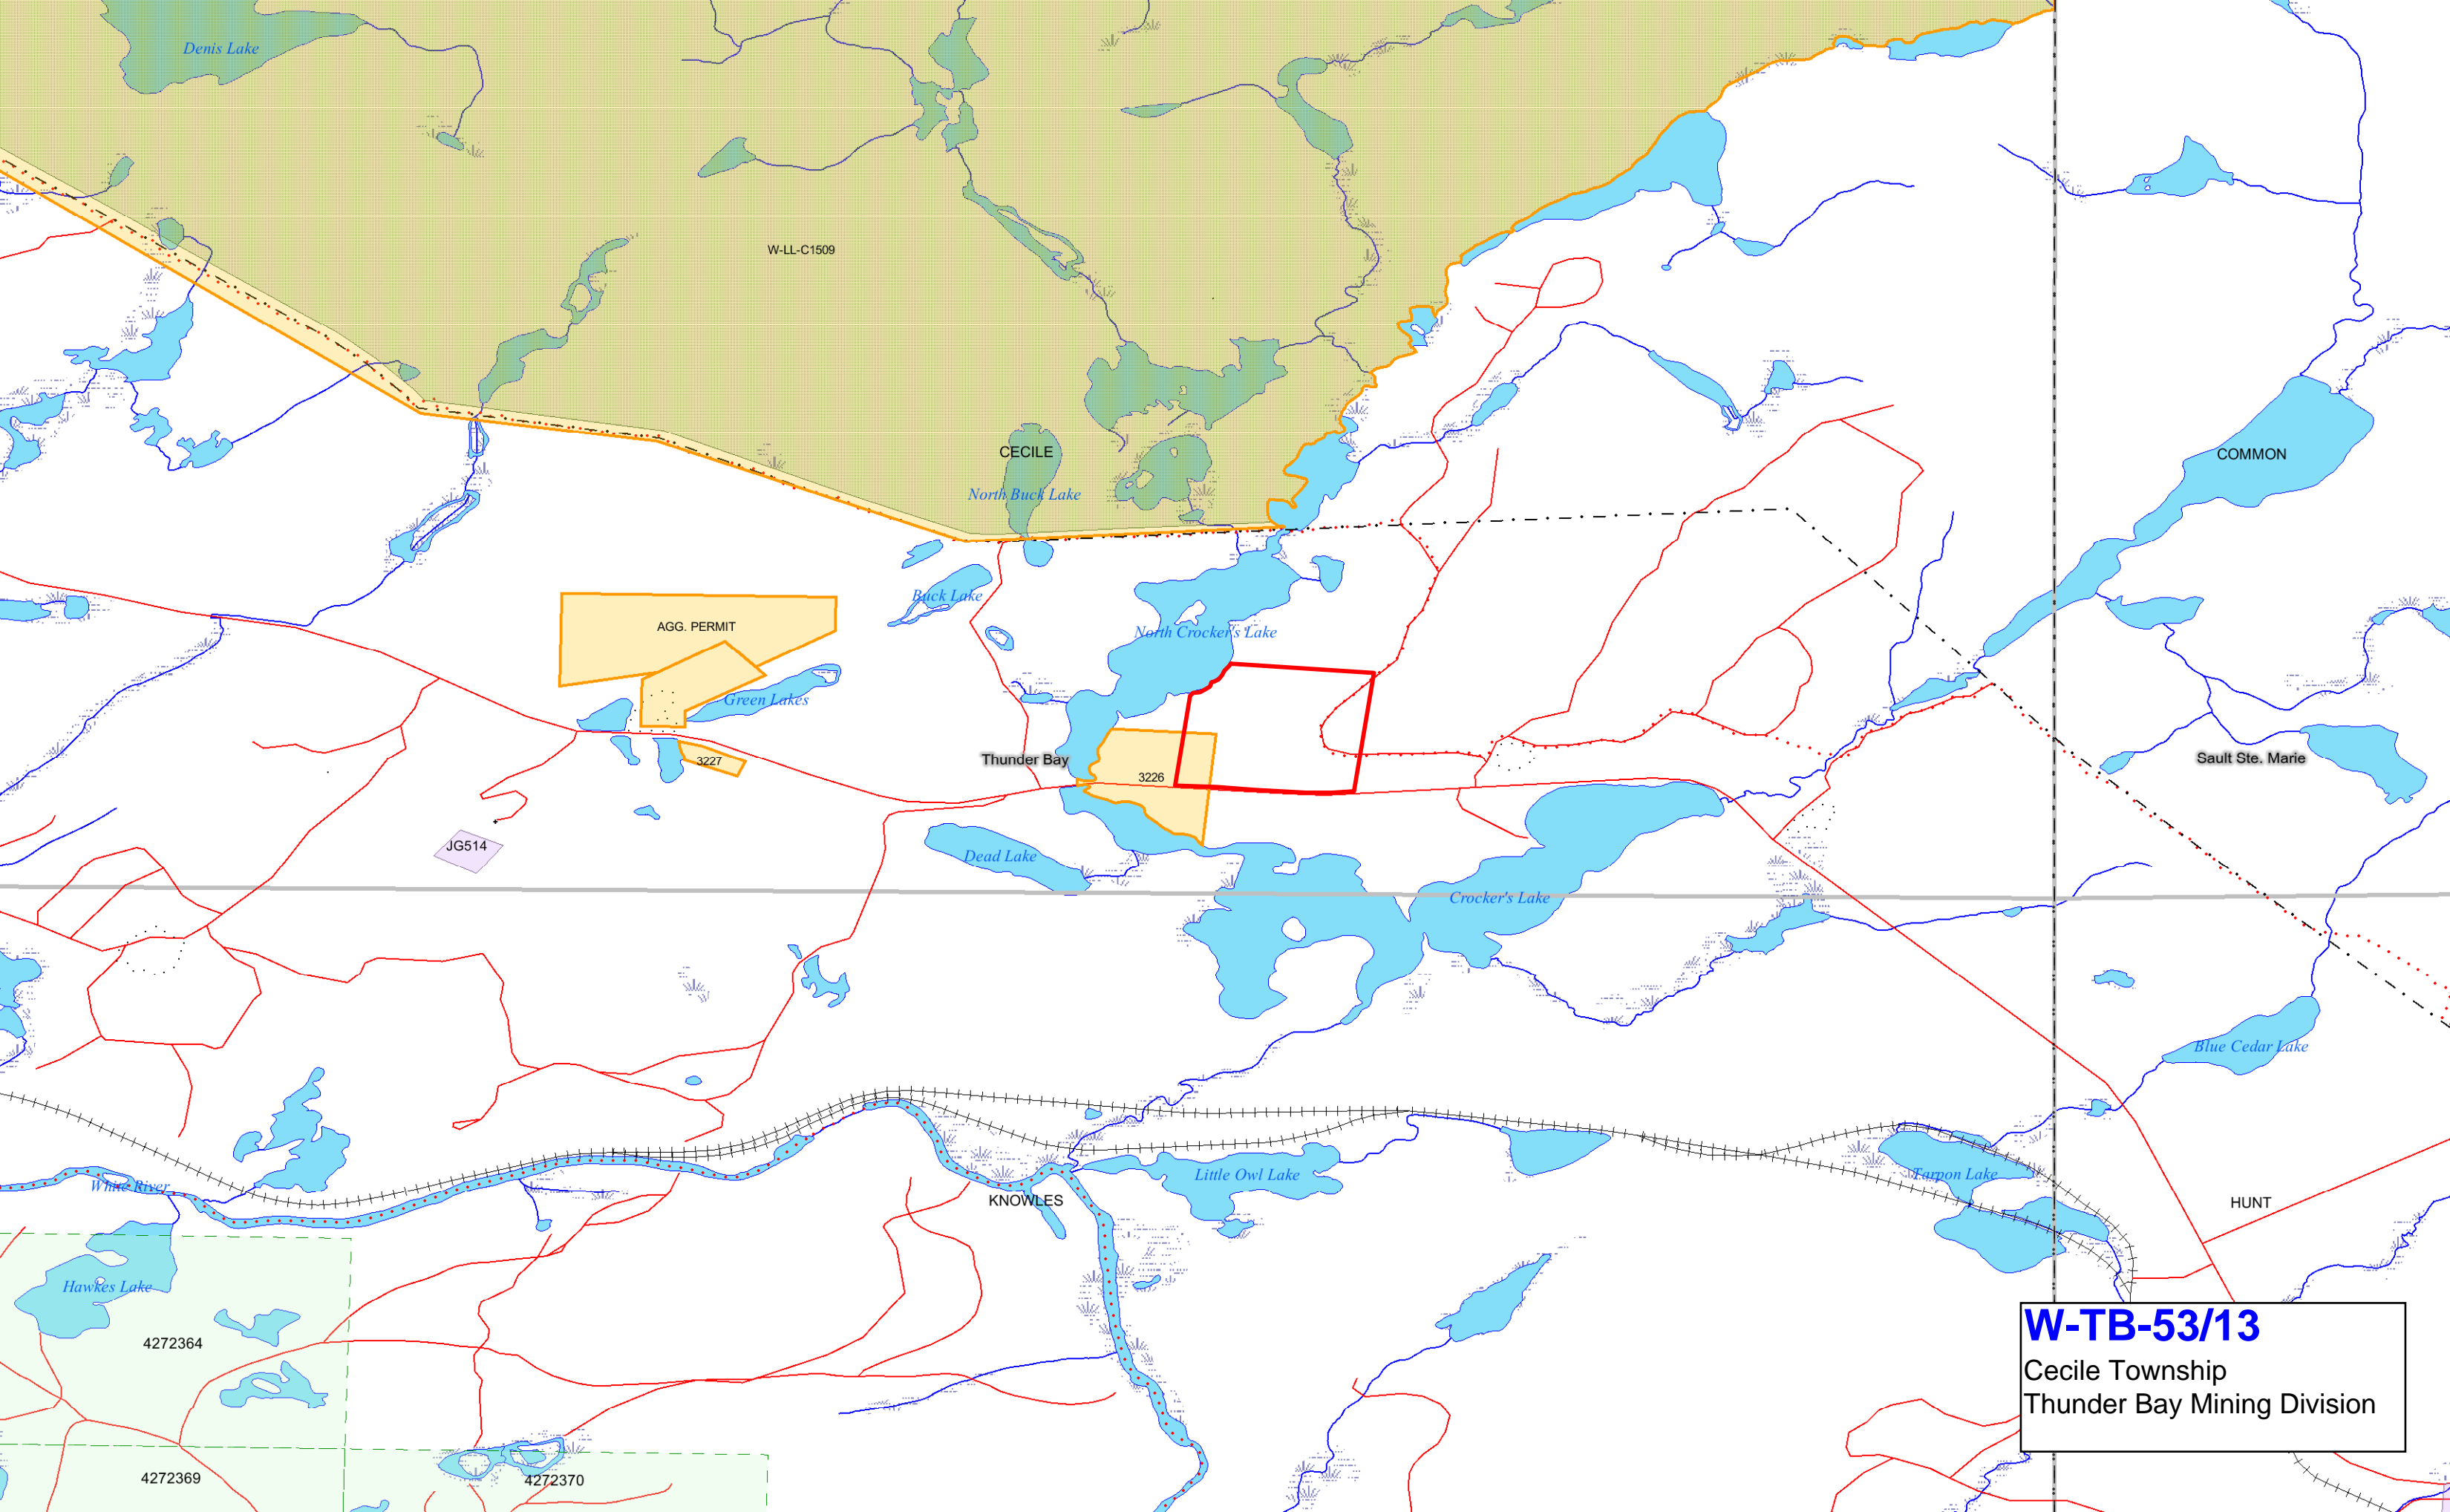 Denis Lake
W-LL-C1509
CECILE
COMMON
North Buck Lake
Buck Lake
AGG. PERMIT
North Crocker's Lake
Green Lakes
3227
Thunder Bay
3226
Sault Ste. Marie
JG514
Dead Lake
Crocker's Lake
Blue Cedar Lake
White River
KNOWLES
Little Owl Lake
Tarpon Lake
HUNT
Hawkes Lake
4272364
4272369
4272370
W-TB-53/13
Cecile Township
Thunder Bay Mining Division